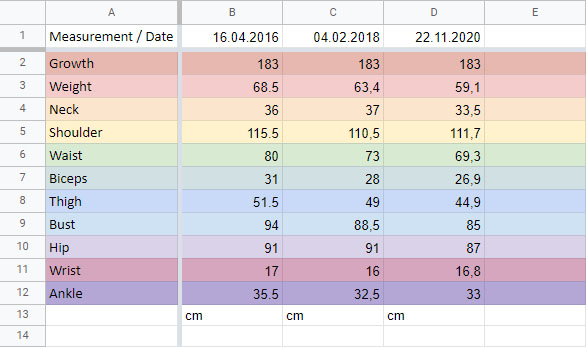 A B C D E
1 Measurement / Date 16.04.2016 04.02.2018 22.11.2020
2 Growth 183 183 183
3 Weight 68.5 63,4 59,1
4 Neck 36 37 33,5
5 Shoulder 115.5 110,5 111,7
6 Waist 80 73 69,3
7 Biceps 31 28 26,9
8 Thigh 51.5 49 44,9
9 Bust 94 88,5 85
10 Hip 91 91 87
11 Wrist 17 16 16,8
12 Ankle 35.5 32,5 33
13 cm cm cm
14